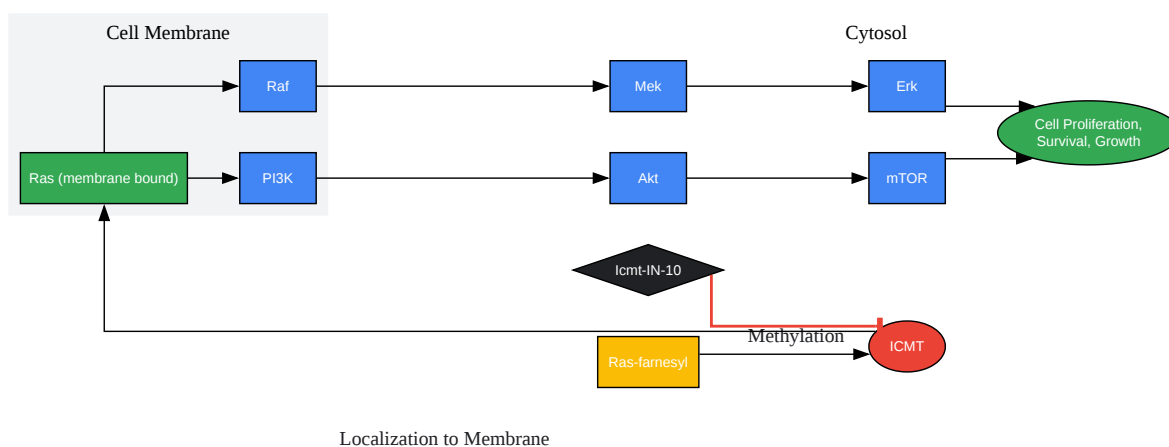 Cell Membrane
Cytosol
Raf
Mek
Erk
Cell Proliferation,
Survival, Growth
Ras (membrane bound)
PI3K
Akt
mTOR
Icmt-IN-10
Methylation
ICMT
Ras-farnesyl
Localization to Membrane